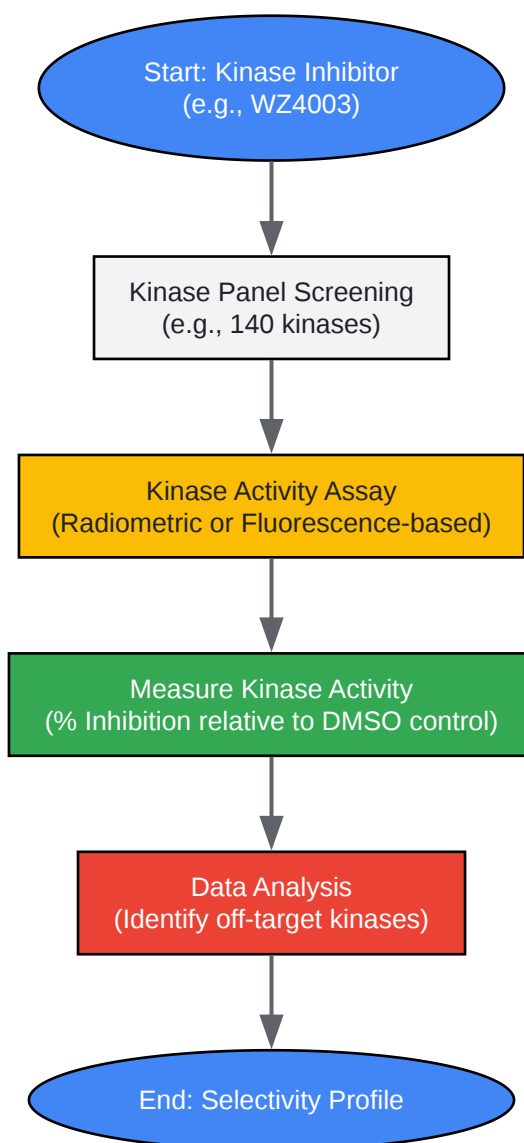 Start: Kinase Inhibitor
(e.g., WZ4003)
Kinase Panel Screening
(e.g., 140 kinases)
Kinase Activity Assay
(Radiometric or Fluorescence-based)
Measure Kinase Activity
(% Inhibition relative to DMSO control)
Data Analysis
(Identify off-target kinases)
End: Selectivity Profile